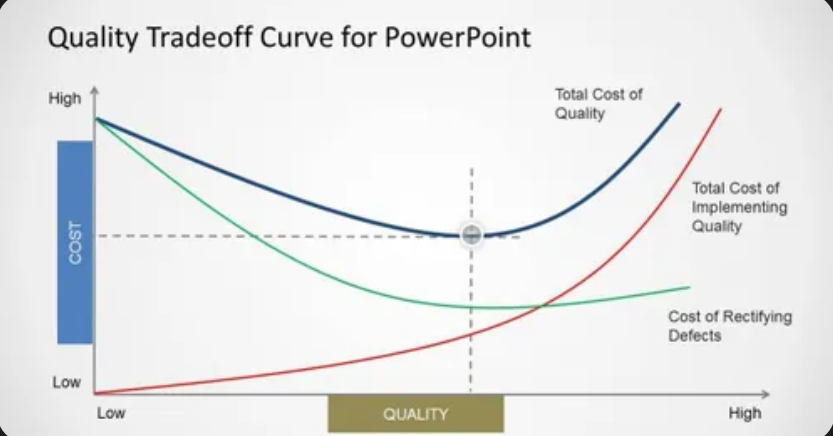 Quality Tradeoff Curve for PowerPoint
High
Total Cost of
Quality
Total Cost of
Implementing
Quality
COST
Cost of Rectifying
Defects
Low
Low
QUALITY
High